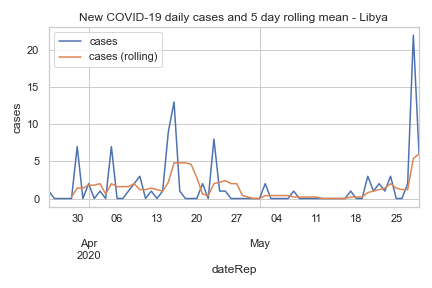 New COVID-19 daily cases and 5 day rolling mean - Libya
cases
cases (rolling)
cases
20
15
10
5
0
30 06 13 20 27 04 11 18 25
Apr May
2020
dateRep